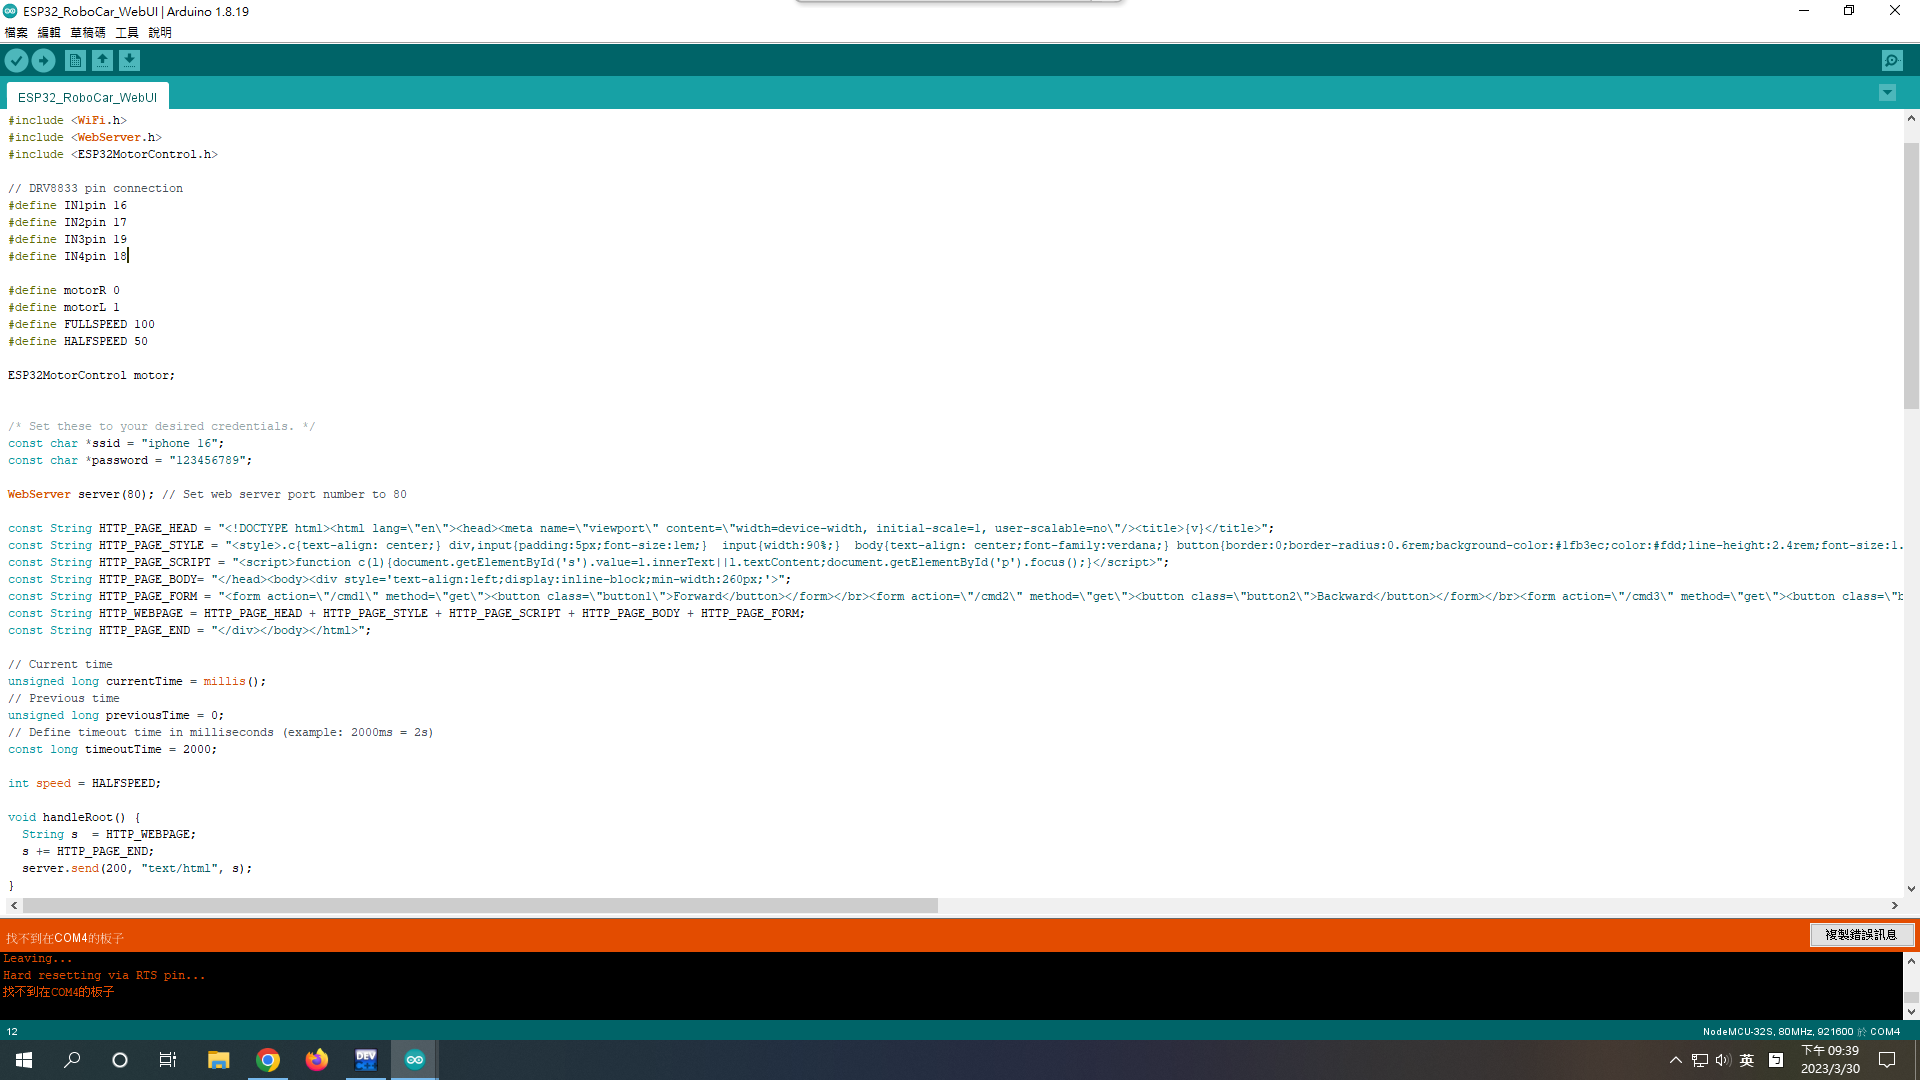 ESP32_RoboCar_WebUI | Arduino 1.8.19
檔案 編輯 草稿碼 工具 說明
ESP32_RoboCar_WebUI
#include <WiFi.h>
#include <WebServer.h>
#include <ESP32MotorControl.h>
// DRV8833 pin connection
#define IN1pin 16
#define IN2pin 17
#define IN3pin 19
#define IN4pin 18
#define motorR 0
#define motorL 1
#define FULLSPEED 100
#define HALFSPEED 50
ESP32MotorControl motor;
/* Set these to your desired credentials. */
const char *ssid = "iphone 16";
const char *password = "123456789";
WebServer server(80); // Set web server port number to 80
const String HTTP_PAGE_HEAD = "<!DOCTYPE html><html lang=\"en\"><head><meta name=\"viewport\" content=\"width=device-width, initial-scale=1, user-scalable=no\"/><title>{v}</title>";
const String HTTP_PAGE_STYLE = "<style>.c{text-align: center;} div,input{padding:5px;font-size:1em;}  input{width:90%;}  body{text-align: center;font-family:verdana;} button{border:0;border-radius:0.6rem;background-color:#1fb3ec;color:#fdd;line-height:2.4rem;font-size:1.
const String HTTP_PAGE_SCRIPT = "<script>function c(l){document.getElementById('s').value=l.innerText||l.textContent;document.getElementById('p').focus();}</script>";
const String HTTP_PAGE_BODY= "</head><body><div style='text-align:left;display:inline-block;min-width:260px;'>";
const String HTTP_PAGE_FORM = "<form action=\"/cmd1\" method=\"get\"><button class=\"button1\">Forward</button></form></br><form action=\"/cmd2\" method=\"get\"><button class=\"button2\">Backward</button></form></br><form action=\"/cmd3\" method=\"get\"><button class=\"b
const String HTTP_WEBPAGE = HTTP_PAGE_HEAD + HTTP_PAGE_STYLE + HTTP_PAGE_SCRIPT + HTTP_PAGE_BODY + HTTP_PAGE_FORM;
const String HTTP_PAGE_END = "</div></body></html>";
// Current time
unsigned long currentTime = millis();
// Previous time
unsigned long previousTime = 0;
// Define timeout time in milliseconds (example: 2000ms = 2s)
const long timeoutTime = 2000;
int speed = HALFSPEED;
void handleRoot() {
  String s  = HTTP_WEBPAGE;
  s += HTTP_PAGE_END;
  server.send(200, "text/html", s);
}
找不到在COM4的板子
複製錯誤訊息
Leaving...
Hard resetting via RTS pin...
找不到在COM4的板子
12
NodeMCU-32S, 80MHz, 921600 於 COM4
DEV C++
英
下午 09:39
2023/3/30